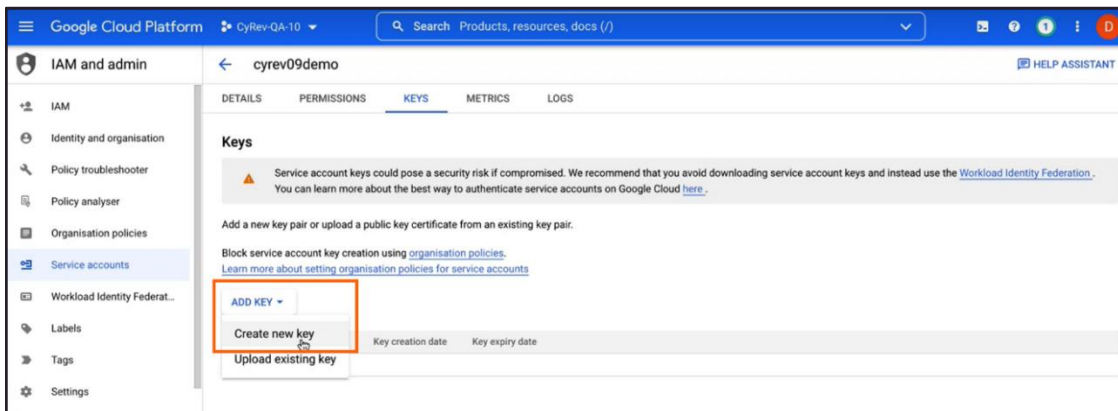 Google Cloud Platform CyRev-QA-10 Search Products, resources, docs (/) 1 D
IAM and admin
cyrev09demo HELP ASSISTANT
IAM
Identity and organisation
Policy troubleshooter
Policy analyser
Organisation policies
Service accounts
Workload Identity Federat...
Labels
Tags
Settings
DETAILS PERMISSIONS KEYS METRICS LOGS
Keys
Service account keys could pose a security risk if compromised. We recommend that you avoid downloading service account keys and instead use the Workload Identity Federation .
You can learn more about the best way to authenticate service accounts on Google Cloud here .
Add a new key pair or upload a public key certificate from an existing key pair.
Block service account key creation using organisation policies.
Learn more about setting organisation policies for service accounts
ADD KEY
Create new key
Key creation date Key expiry date
Upload existing key